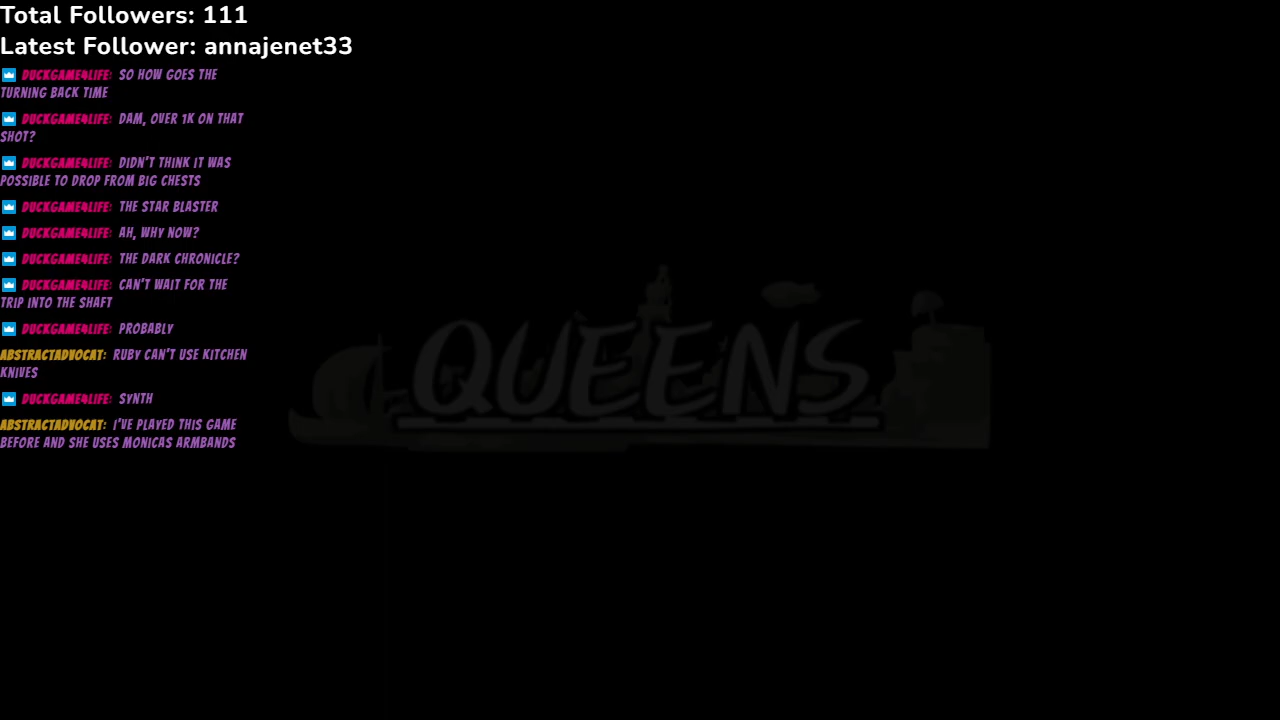 Total Followers: 111
Latest Follower: annajenet33
DUCKGAME4LIFE: SO HOW GOES THE
TURNING BACK TIME
DUCKGAME4LIFE: DAM, OVER 1K ON THAT
SHOT?
DUCKGAME4LIFE: DIDN'T THINK IT WAS
POSSIBLE TO DROP FROM BIG CHESTS
DUCKGAME4LIFE: THE STAR BLASTER
DUCKGAME4LIFE: AH, WHY NOW?
DUCKGAME4LIFE: THE DARK CHRONICLE?
DUCKGAME4LIFE: CAN'T WAIT FOR THE
TRIP INTO THE SHAFT
DUCKGAME4LIFE: PROBABLY
ABSTRACTADVOCAT: RUBY CAN'T USE KITCHEN
KNIVES
DUCKGAME4LIFE: SYNTH
ABSTRACTADVOCAT: I'VE PLAYED THIS GAME
BEFORE AND SHE USES MONICAS ARMBANDS
QUEENS